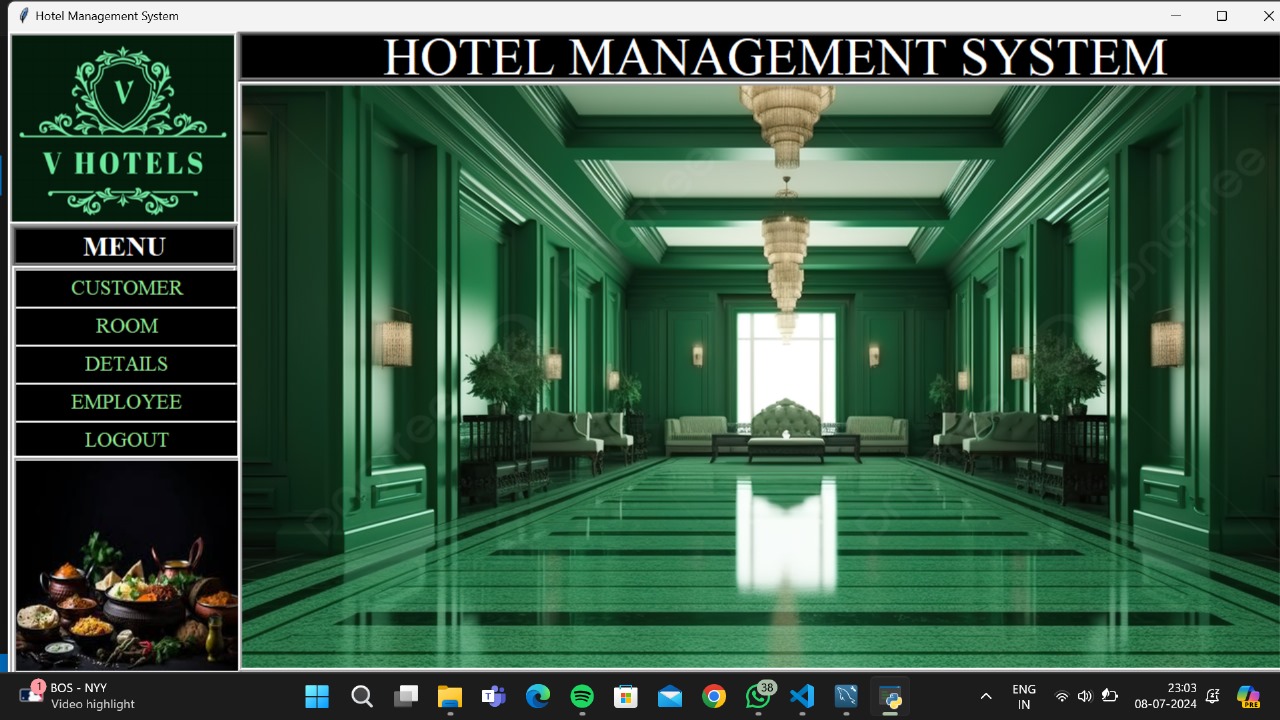 Hotel Management System
V
V HOTELS
HOTEL MANAGEMENT SYSTEM
MENU
CUSTOMER
ROOM
DETAILS
EMPLOYEE
LOGOUT
1
BOS - NYY
Video highlight
38
ENG
IN
23:03
08-07-2024
PRE